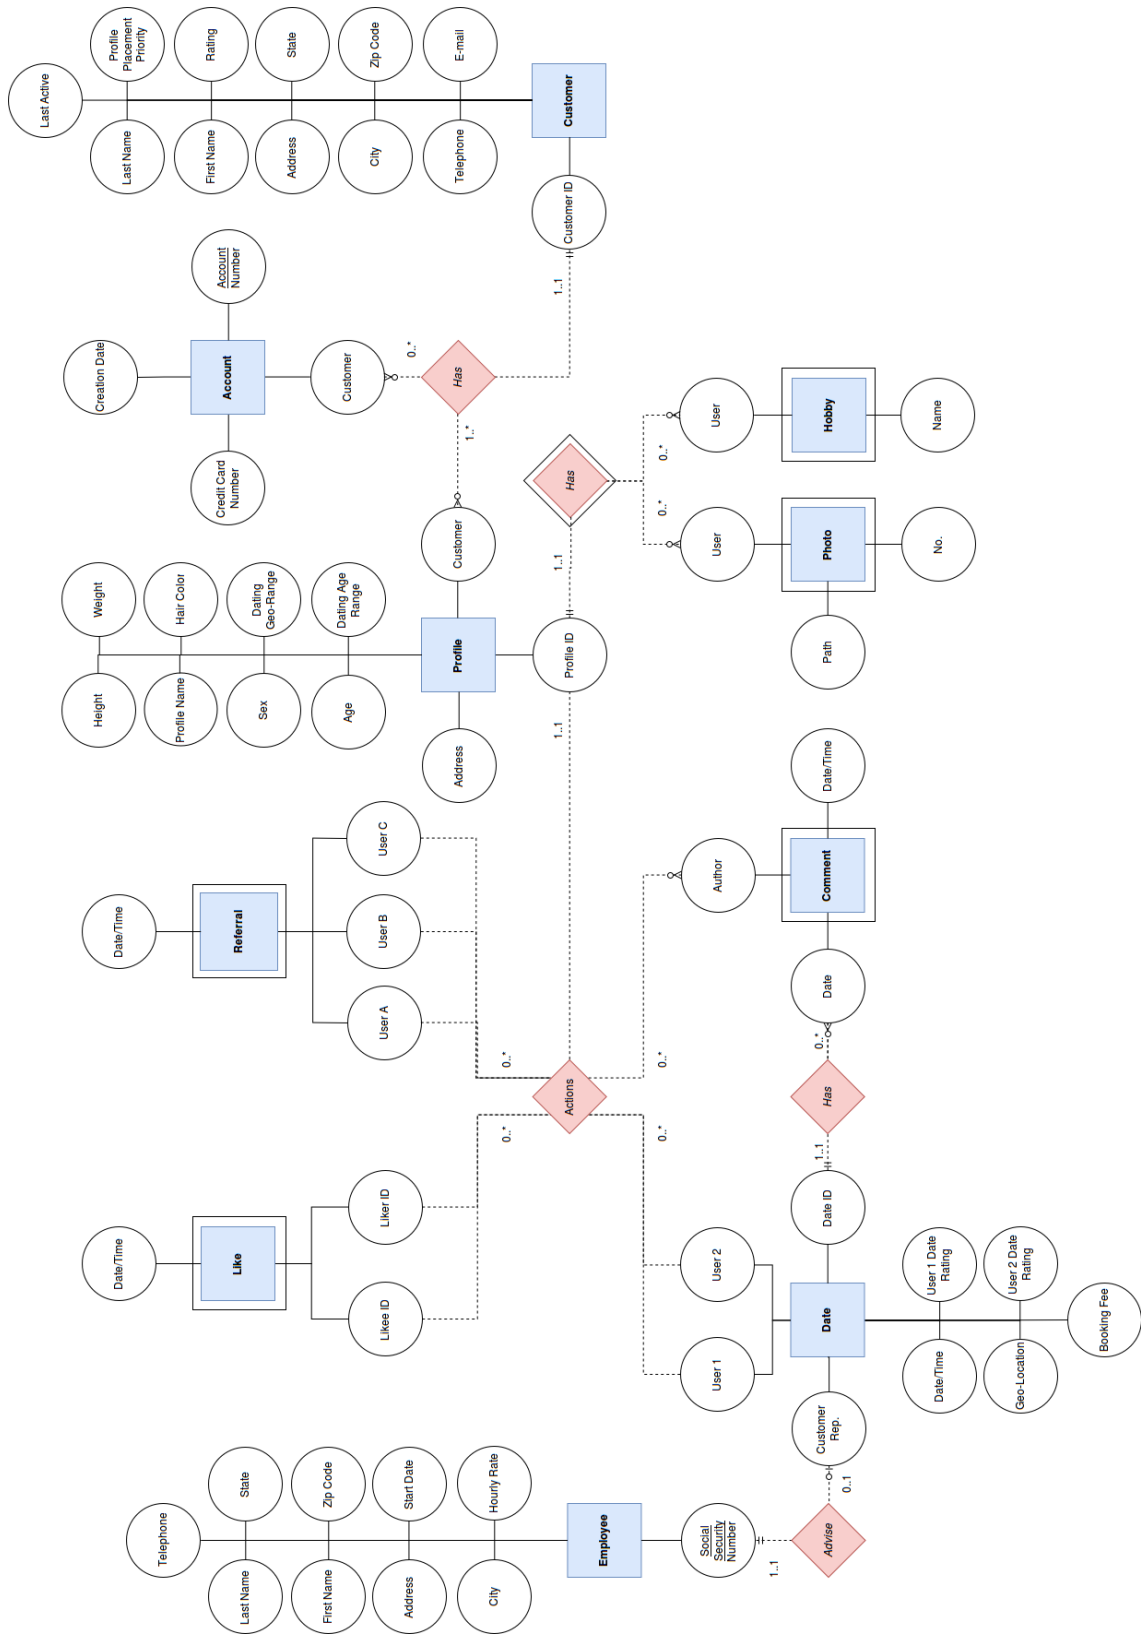 Telephone
Last Name
State
First Name
Zip Code
Address
Start Date
City
Hourly Rate
Employee
Social
Security
Number
1..1
Advise
0..1
Customer
Rep.
Date/Time
Like
Likee ID
Liker ID
0..*
User 1
User 2
0..*
Date
Date ID
Date/Time
User 1 Date
Rating
Geo-Location
User 2 Date
Rating
Booking Fee
1..1
Has
0..*
Actions
Date/Time
Referral
User A
User B
User C
0..*
0..*
Author
Date
Comment
Date/Time
Height
Weight
Profile Name
Hair Color
Sex
Dating
Geo-Range
Age
Dating Age
Range
Address
Profile
Customer
Profile ID
1..1
1..1
Has
0..*
0..*
User
User
Path
Photo
No.
Hobby
Name
Creation Date
Credit Card
Number
Account
Account
Number
Customer
0..*
Has
1..*
1..1
Last Active
Last Name
Profile
Placement
Priority
First Name
Rating
Address
State
City
Zip Code
Telephone
E-mail
Customer
Customer ID